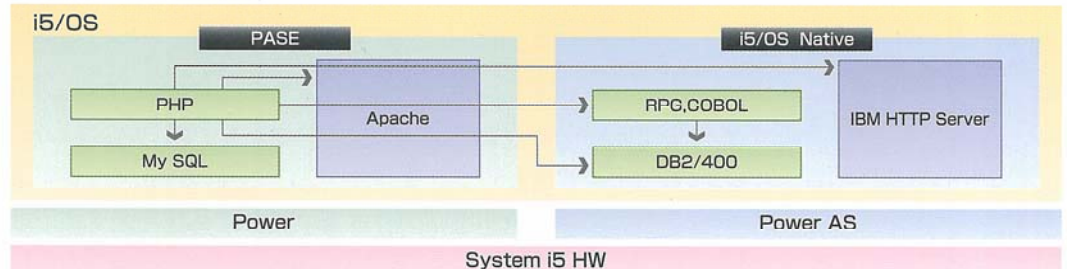 i5/OS
PASE
i5/OS Native
PHP
Apache
My SQL
RPG,COBOL
IBM HTTP Server
DB2/400
Power
Power AS
System i5 HW